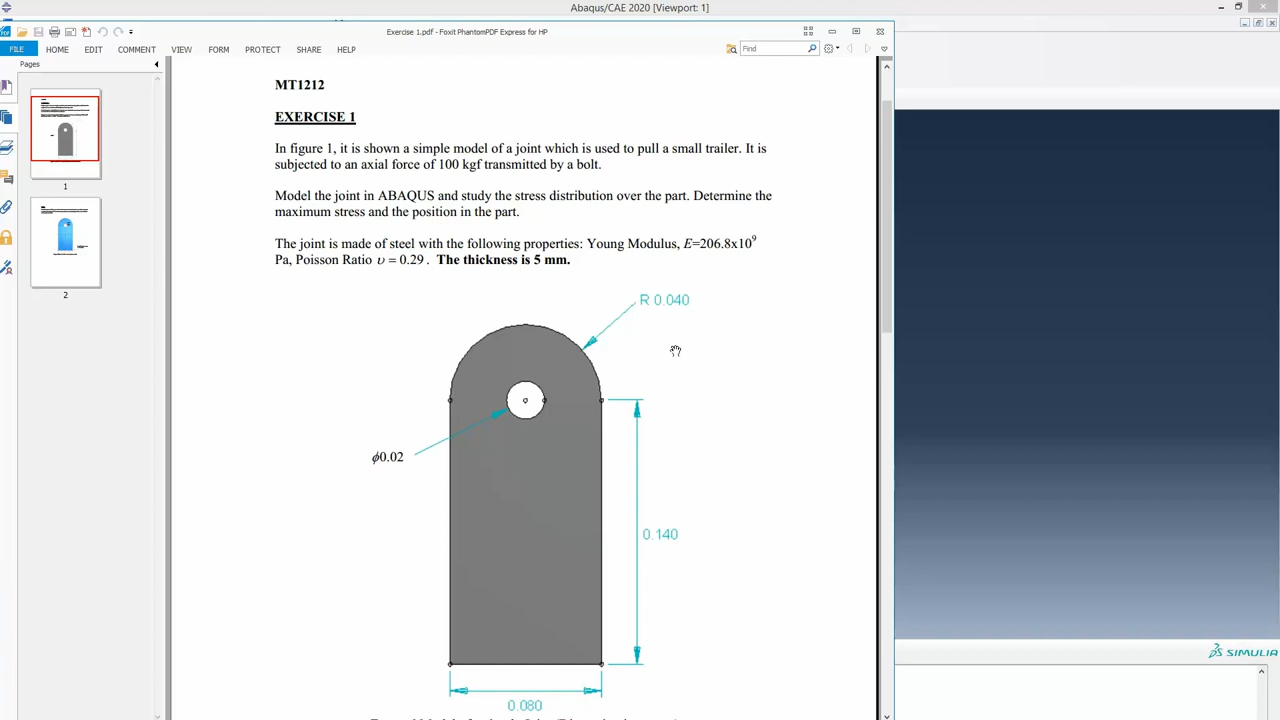 Abaqus/CAE 2020 [Viewport: 1]
Exercise 1.pdf - Foxit PhantomPDF Express for HP
FILE HOME EDIT COMMENT VIEW FORM PROTECT SHARE HELP
Find
Pages
1
2
MT1212
EXERCISE 1
In figure 1, it is shown a simple model of a joint which is used to pull a small trailer. It is
subjected to an axial force of 100 kgf transmitted by a bolt.
Model the joint in ABAQUS and study the stress distribution over the part. Determine the
maximum stress and the position in the part.
The joint is made of steel with the following properties: Young Modulus, E=206.8x10⁹
Pa, Poisson Ratio υ = 0.29 . The thickness is 5 mm.
R 0.040
ϕ0.02
0.140
0.080
SIMULIA